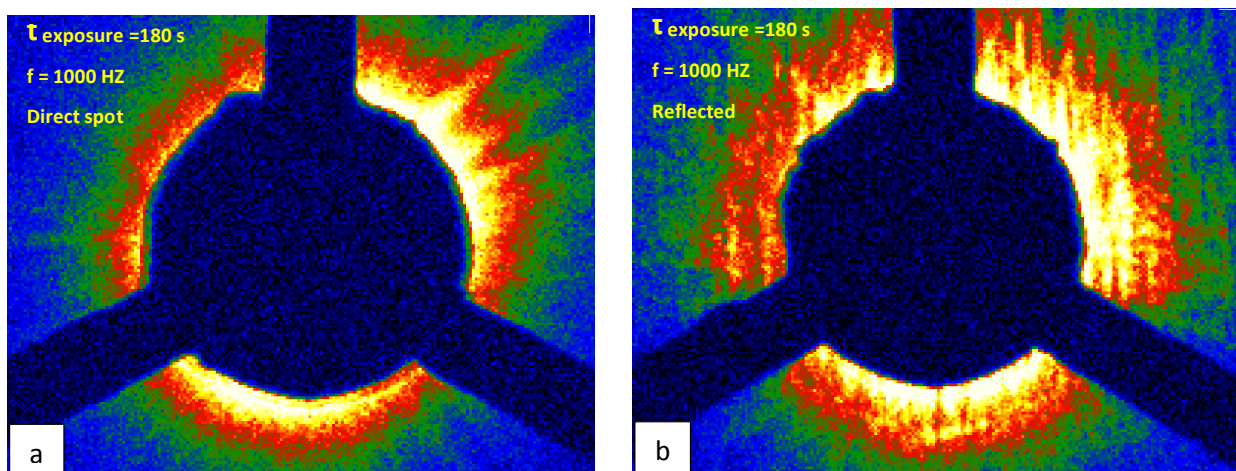 τ exposure =180 s
f = 1000 HZ
Direct spot
a
τ exposure =180 s
f = 1000 HZ
Reflected
b